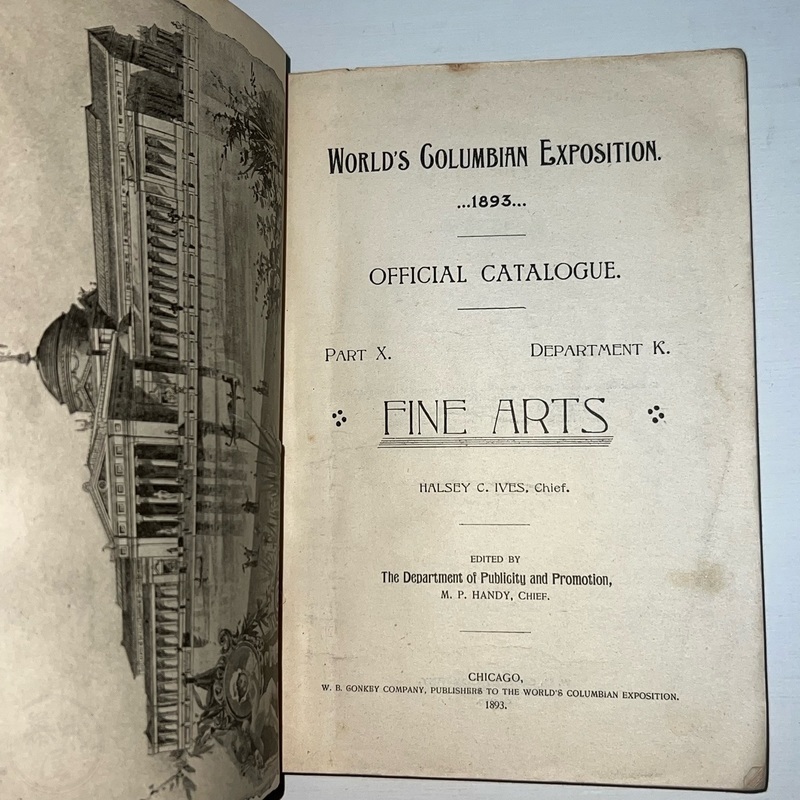 WORLD'S COLUMBIAN EXPOSITION.
...1893...
OFFICIAL CATALOGUE.
PART X. DEPARTMENT K.
FINE ARTS
HALSEY C. IVES, Chief.
EDITED BY
The Department of Publicity and Promotion,
M. P. HANDY, CHIEF.
CHICAGO,
W. B. CONKEY COMPANY, PUBLISHERS TO THE WORLD'S COLUMBIAN EXPOSITION.
1893.